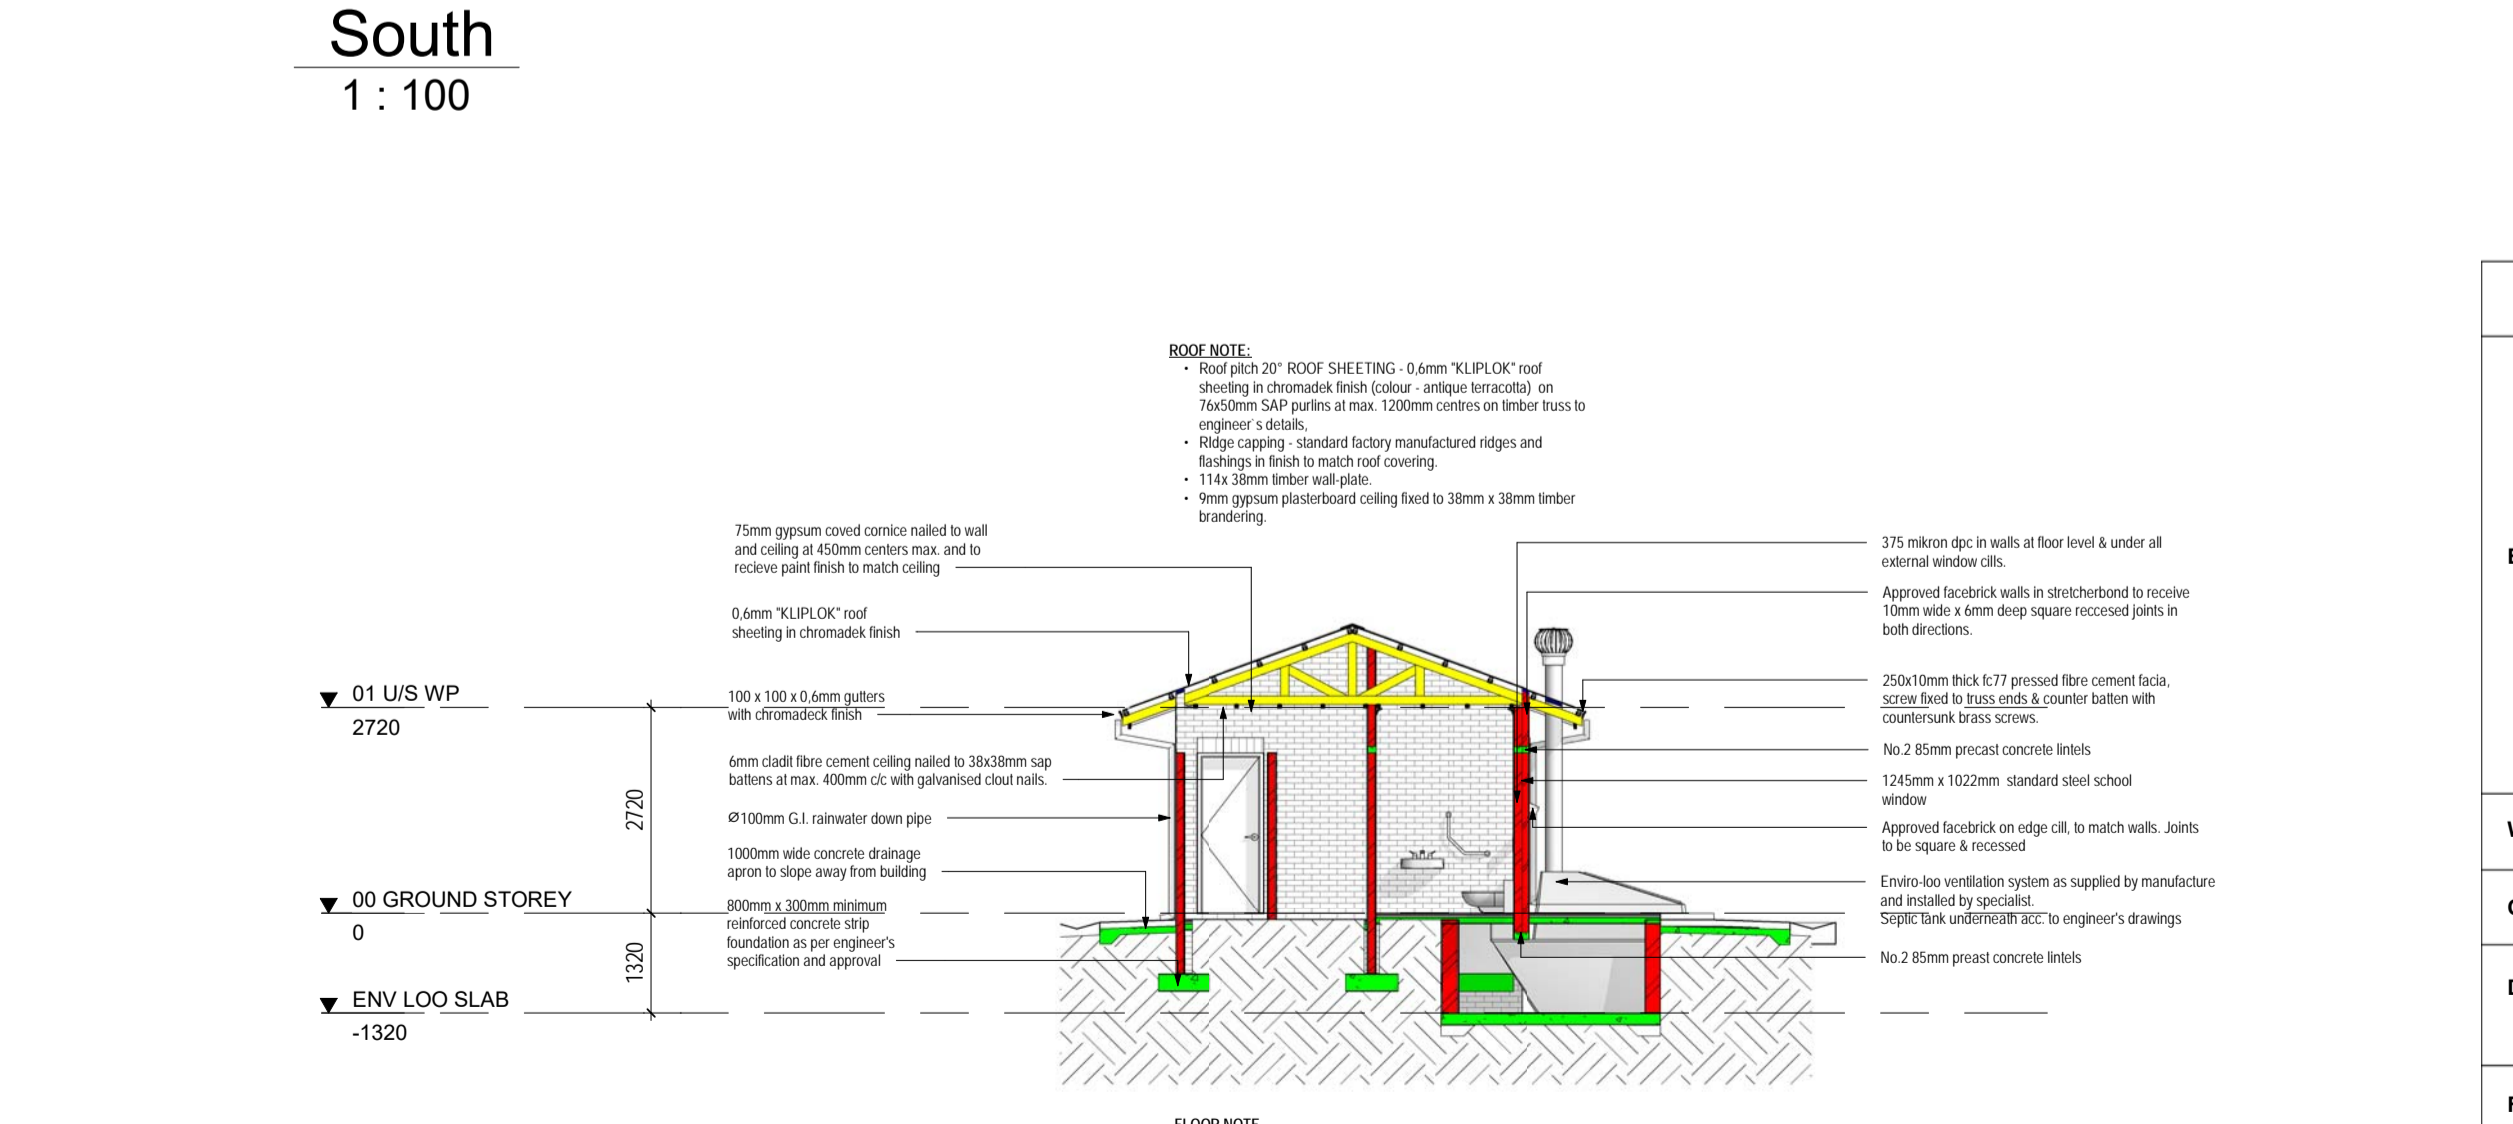 South
1 : 100
ROOF NOTE:
• Roof pitch 20° ROOF SHEETING - 0,6mm "KLIPLOK" roof
sheeting in chromadek finish (colour - antique terracotta) on
76x50mm SAP purlins at max. 1200mm centres on timber truss to
engineer`s details,
• RIdge capping - standard factory manufactured ridges and
flashings in finish to match roof covering.
• 114x 38mm timber wall-plate.
• 9mm gypsum plasterboard ceiling fixed to 38mm x 38mm timber
brandering.
75mm gypsum coved cornice nailed to wall
and ceiling at 450mm centers max. and to
recieve paint finish to match ceiling
0,6mm "KLIPLOK" roof
sheeting in chromadek finish
100 x 100 x 0,6mm gutters
with chromadeck finish
6mm cladit fibre cement ceiling nailed to 38x38mm sap
battens at max. 400mm c/c with galvanised clout nails.
Ø100mm G.I. rainwater down pipe
1000mm wide concrete drainage
apron to slope away from building
800mm x 300mm minimum
reinforced concrete strip
foundation as per engineer's
specification and approval
01 U/S WP
2720
00 GROUND STOREY
0
ENV LOO SLAB
-1320
2720
1320
375 mikron dpc in walls at floor level & under all
external window cills.
Approved facebrick walls in stretcherbond to receive
10mm wide x 6mm deep square reccesed joints in
both directions.
250x10mm thick fc77 pressed fibre cement facia,
screw fixed to truss ends & counter batten with
countersunk brass screws.
No.2 85mm precast concrete lintels
1245mm x 1022mm standard steel school
window
Approved facebrick on edge cill, to match walls. Joints
to be square & recessed
Enviro-loo ventilation system as supplied by manufacture
and installed by specialist.
Septic tank underneath acc. to engineer's drawings
No.2 85mm preast concrete lintels
FLOOR NOTE